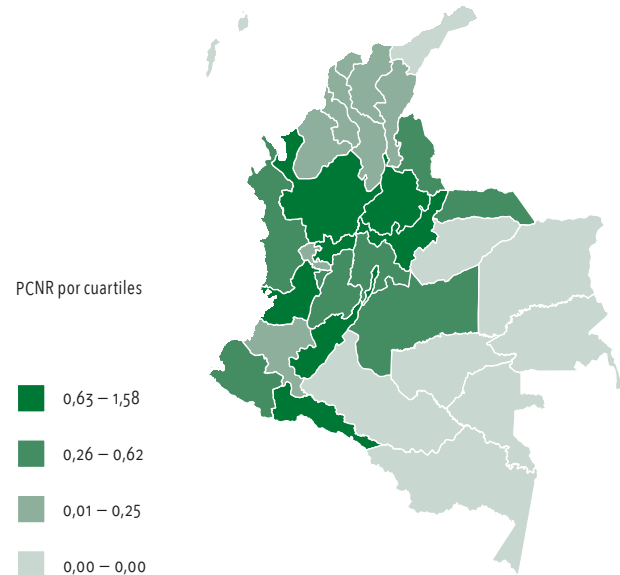 PCNR por cuartiles
0,63 – 1,58
0,26 – 0,62
0,01 – 0,25
0,00 – 0,00